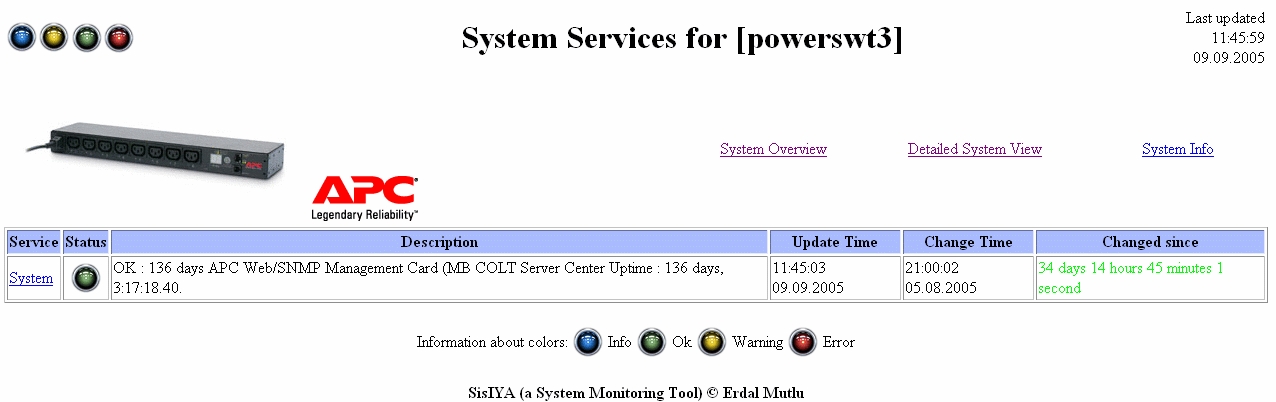 System Services for [powerswt3]
Last updated
11:45:59
09.09.2005
APC
APC
Legendary Reliability™
System Overview
Detailed System View
System Info
Service Status Description Update Time Change Time Changed since
System
OK : 136 days APC Web/SNMP Management Card (MB COLT Server Center Uptime : 136 days,
3:17:18.40.
11:45:03
09.09.2005
21:00:02
05.08.2005
34 days 14 hours 45 minutes 1
second
Information about colors: Info Ok Warning Error
SisIYA (a System Monitoring Tool) © Erdal Mutlu